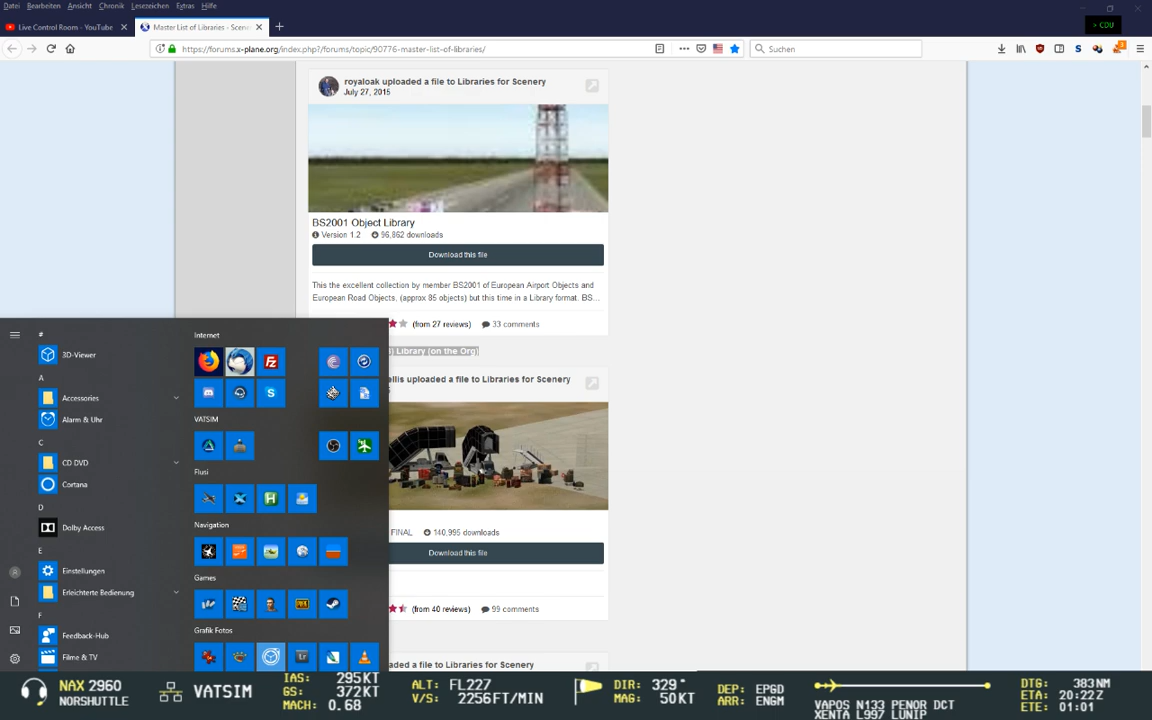 Datei Bearbeiten Ansicht Chronik Lesezeichen Extras Hilfe
Live Control Room - YouTube
Master List of Libraries - Scene
> CDU
https://forums.x-plane.org/index.php?/forums/topic/90776-master-list-of-libraries/
Suchen
royaloak uploaded a file to Libraries for Scenery
July 27, 2015
BS2001 Object Library
Version 1.2 96,862 downloads
Download this file
This the excellent collection by member BS2001 of European Airport Objects and
European Road Objects, (approx 85 objects) but this time in a Library format. BS...
(from 27 reviews) 33 comments
) Library (on the Org)
ellis uploaded a file to Libraries for Scenery
FINAL 140,995 downloads
Download this file
(from 40 reviews) 99 comments
aded a file to Libraries for Scenery
#
3D-Viewer
A
Accessories
Alarm & Uhr
C
CD DVD
Cortana
D
Dolby Access
E
Einstellungen
Erleichterte Bedienung
F
Feedback-Hub
Filme & TV
Internet
VATSIM
Flusi
Navigation
Games
Grafik Fotos
NAX 2960
NORSHUTTLE
VATSIM
IAS: 295KT
GS: 372KT
MACH: 0.68
ALT: FL227
V/S: 2256FT/MIN
DIR: 329°
MAG: 50KT
DEP: EPGD
ARR: ENGM
VAPOS N133 PENOR DCT
XENTA L997 LUNIP
DTG: 383NM
ETA: 20:22Z
ETE: 01:01